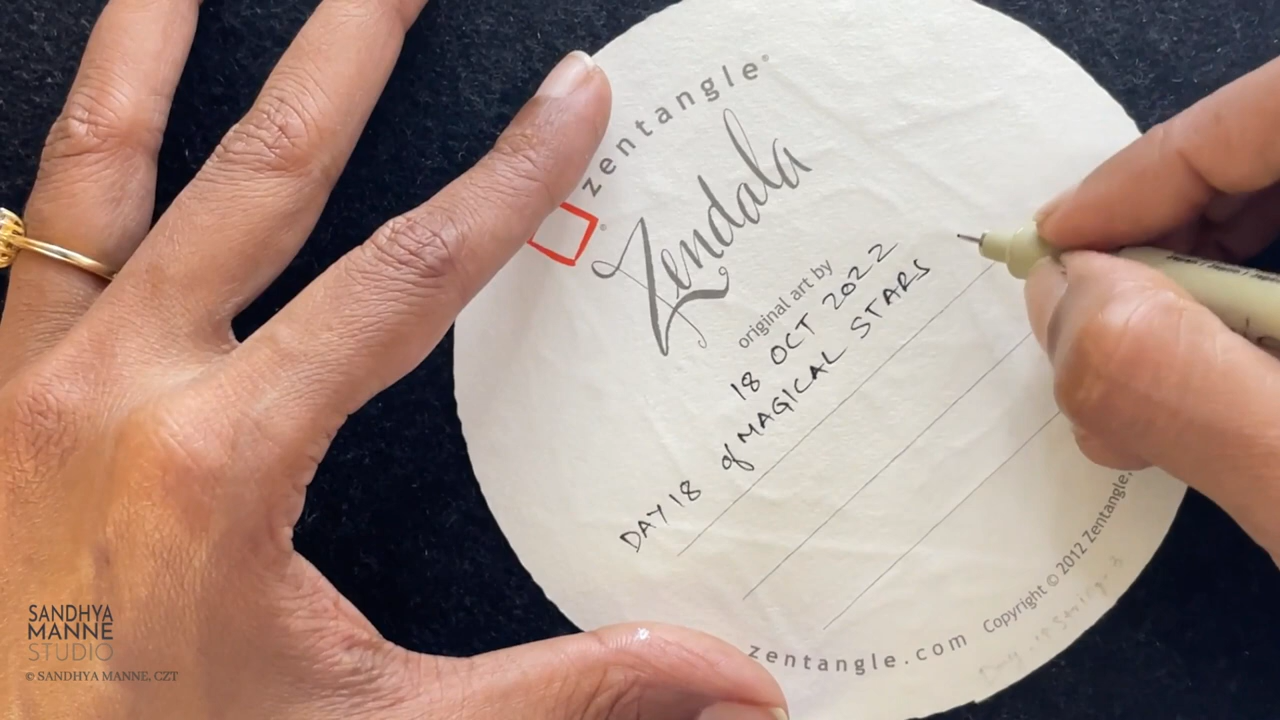 zentangle®
Zendala®
original art by
18 OCT 2022
DAY 18 of MAGICAL STARS
Copyright © 2012 Zentangle,
zentangle.com
SANDHYA
MANNE
STUDIO
© SANDHYA MANNE, CZT